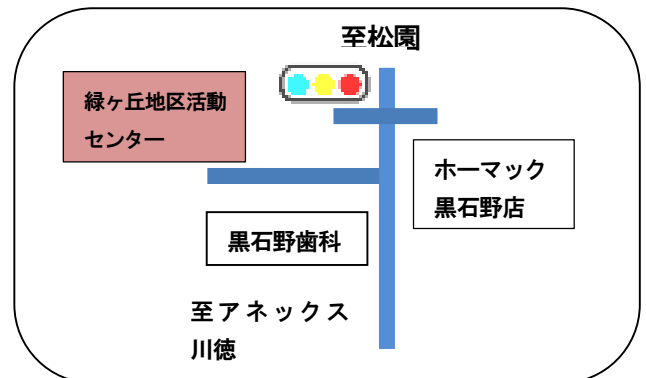 至松園
緑ヶ丘地区活動
センター
ホーマック
黒石野店
黒石野歯科
至アネックス
川徳